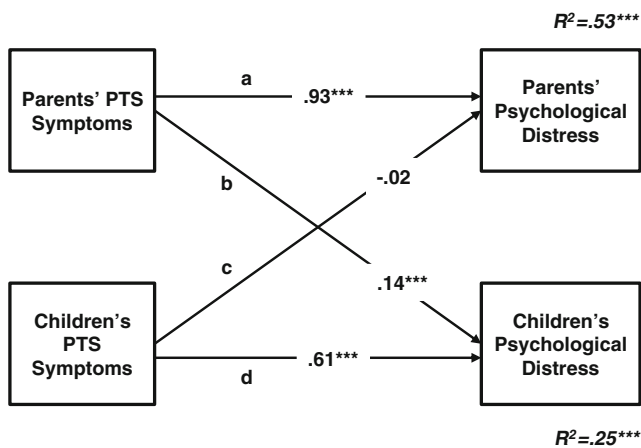 R²=.53***
Parents' PTS
Symptoms
a
.93***
Parents'
Psychological
Distress
b
-.02
c
.14***
Children's
PTS
Symptoms
d
.61***
Children's
Psychological
Distress
R²=.25***